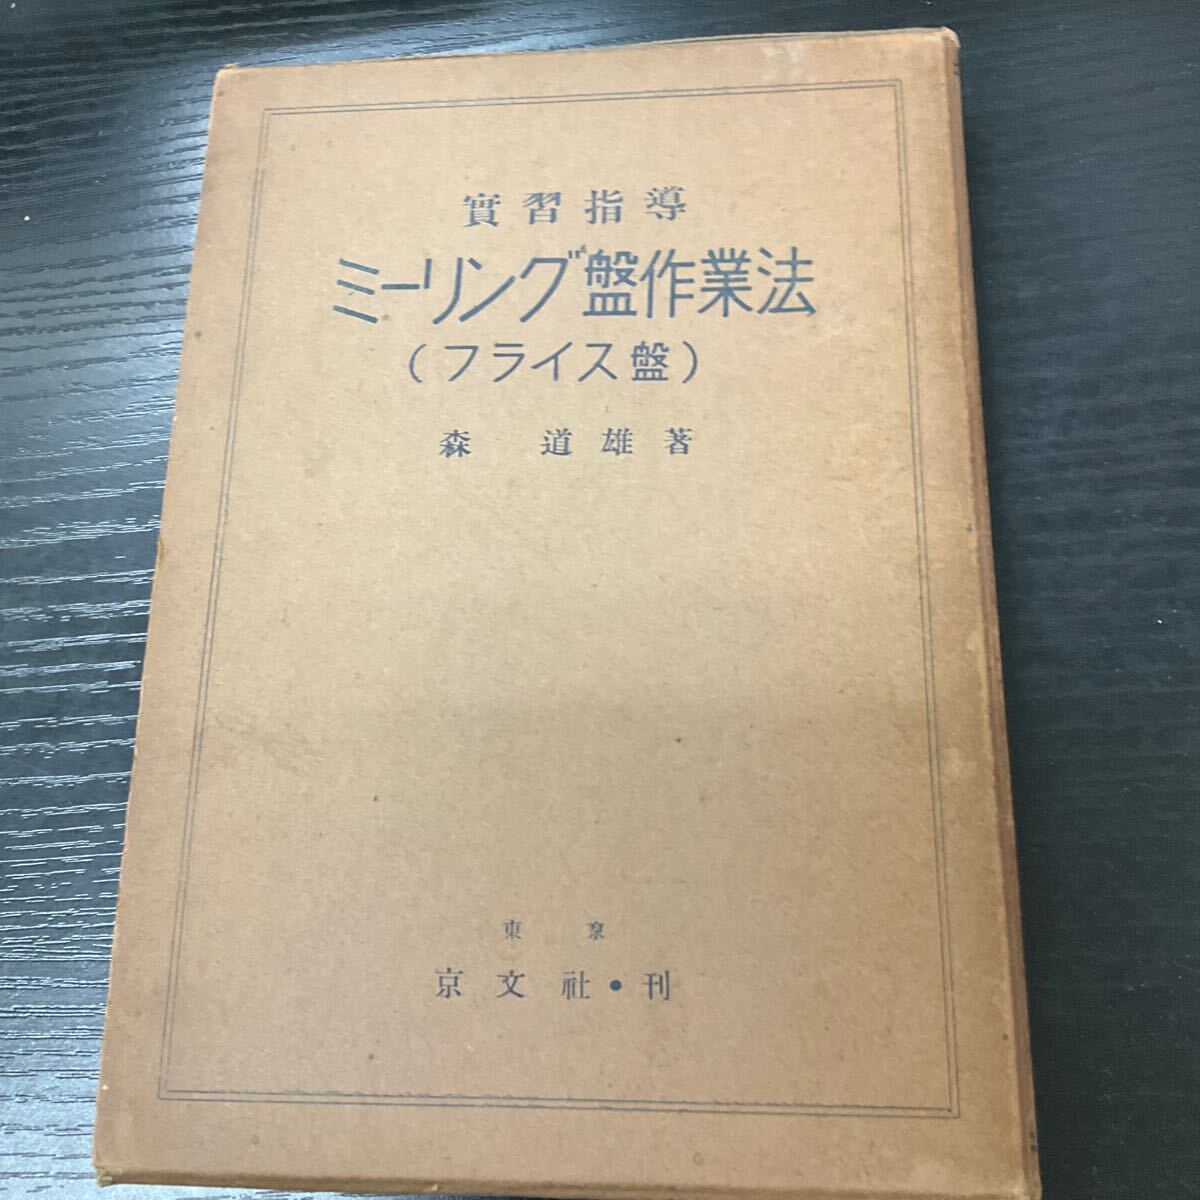 實習指導
ミーリング盤作業法
(フライス盤)
森 道雄著
東京
京文社・刊